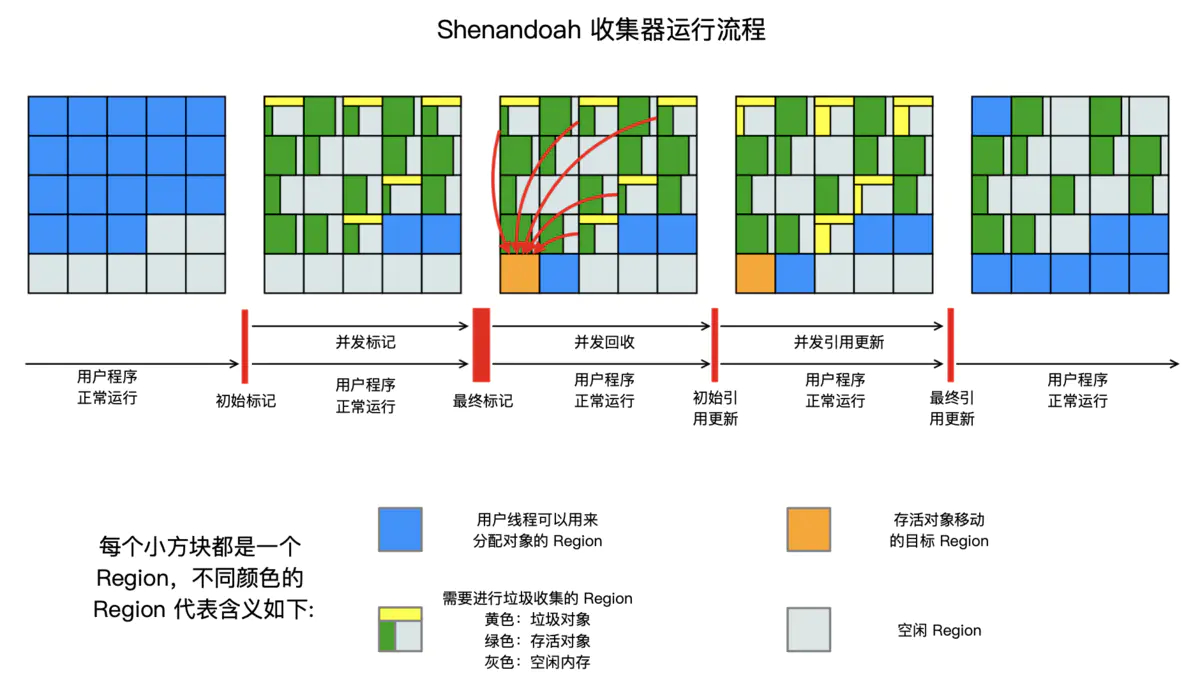 Shenandoah 收集器运行流程
并发标记
并发回收
并发引用更新
用户程序
正常运行
初始标记
用户程序
正常运行
最终标记
用户程序
正常运行
初始引
用更新
用户程序
正常运行
最终引
用更新
用户程序
正常运行
每个小方块都是一个
Region，不同颜色的
Region 代表含义如下:
用户线程可以用来
分配对象的 Region
存活对象移动
的目标 Region
需要进行垃圾收集的 Region
黄色：垃圾对象
绿色：存活对象
灰色：空闲内存
空闲 Region